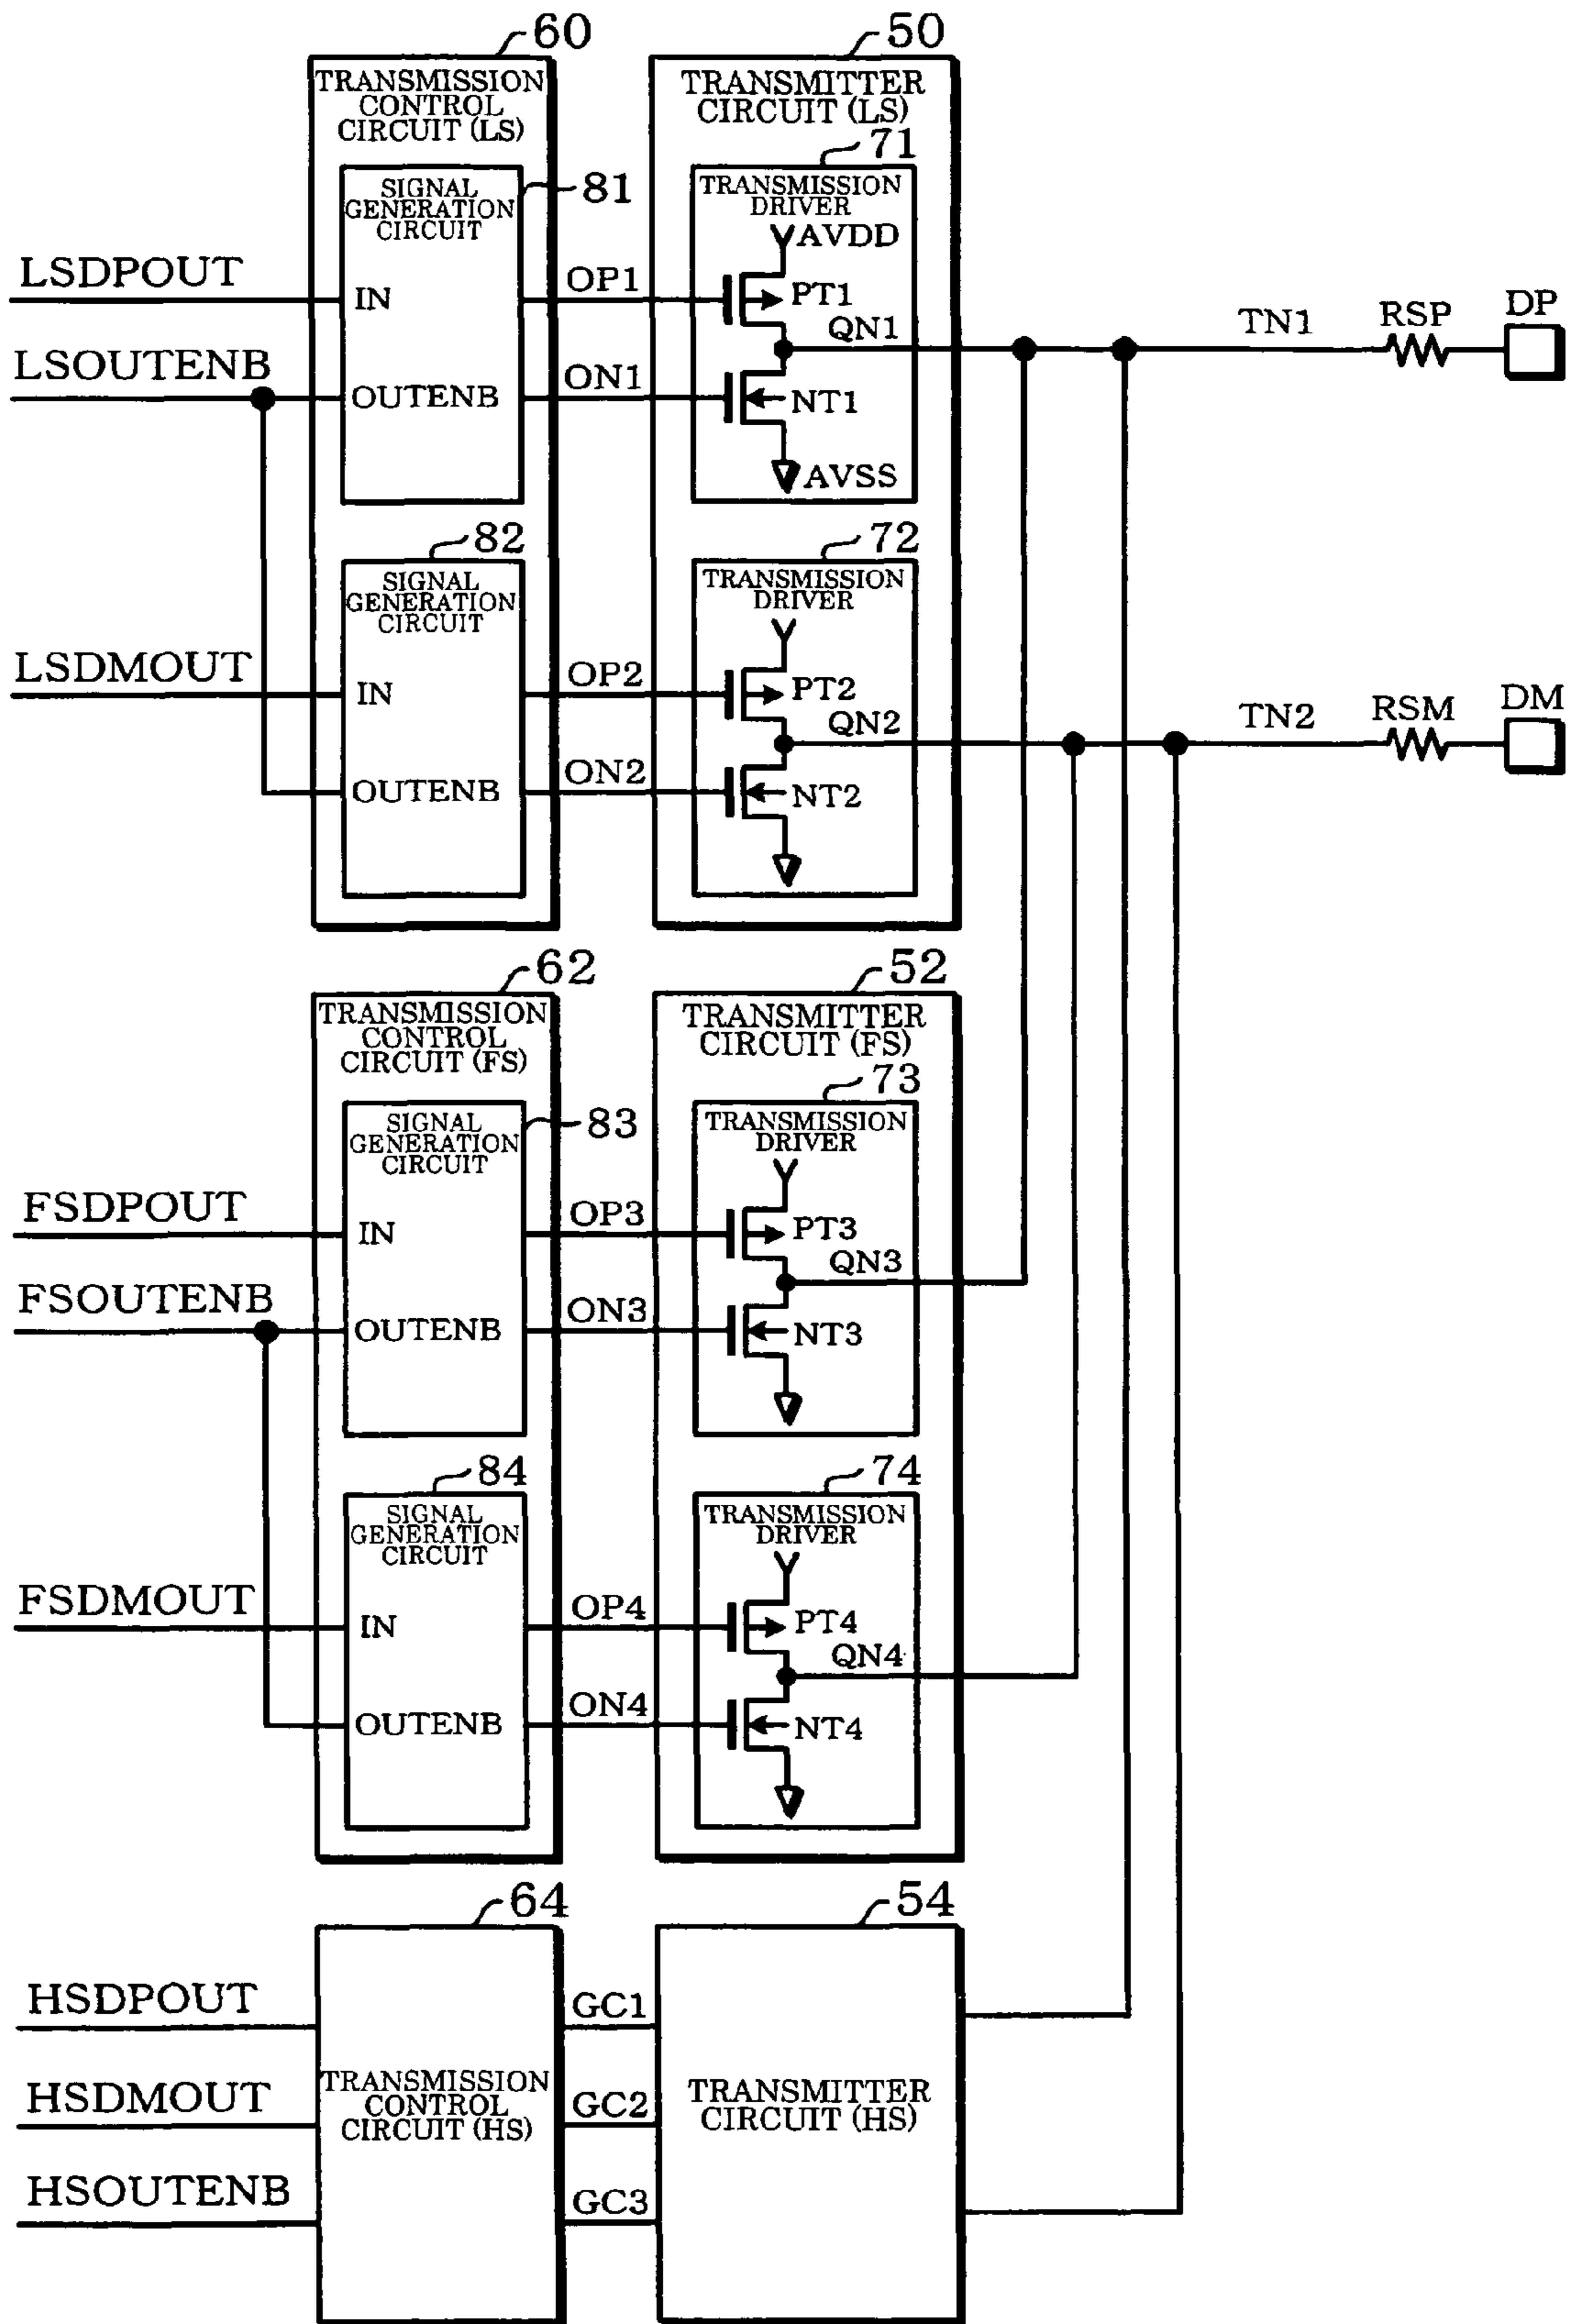 60
50
TRANSMISSION
CONTROL
CIRCUIT (LS)
TRANSMITTER
CIRCUIT (LS)
71
SIGNAL
GENERATION
CIRCUIT
81
TRANSMISSION
DRIVER
AVDD
LSDPOUT
IN
OP1
PT1
QN1
TN1
RSP
DP
LSOUTENB
OUTENB
ON1
NT1
AVSS
82
72
SIGNAL
GENERATION
CIRCUIT
TRANSMISSION
DRIVER
LSDMOUT
IN
OP2
PT2
QN2
TN2
RSM
DM
OUTENB
ON2
NT2
62
52
TRANSMISSION
CONTROL
CIRCUIT (FS)
TRANSMITTER
CIRCUIT (FS)
73
SIGNAL
GENERATION
CIRCUIT
83
TRANSMISSION
DRIVER
FSDPOUT
IN
OP3
PT3
QN3
FSOUTENB
OUTENB
ON3
NT3
84
74
SIGNAL
GENERATION
CIRCUIT
TRANSMISSION
DRIVER
FSDMOUT
IN
OP4
PT4
QN4
OUTENB
ON4
NT4
64
54
HSDPOUT
GC1
HSDMOUT
TRANSMISSION
CONTROL
CIRCUIT (HS)
GC2
TRANSMITTER
CIRCUIT (HS)
HSOUTENB
GC3